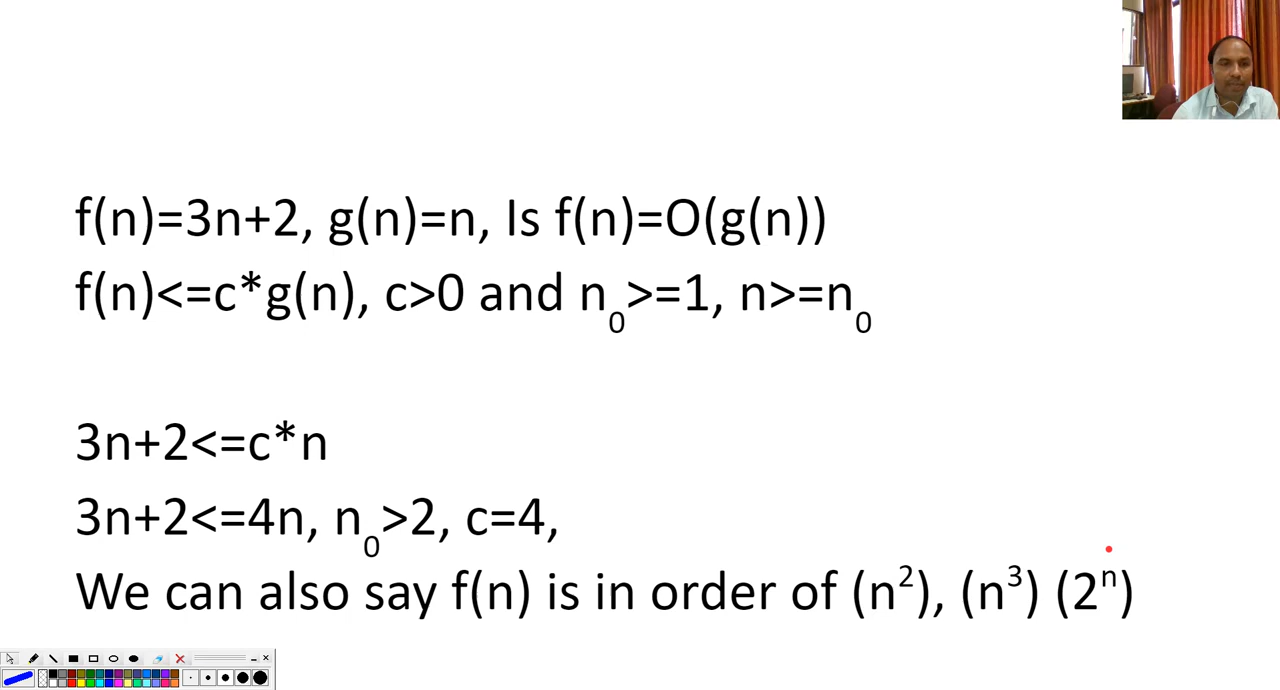 f(n)=3n+2, g(n)=n, Is f(n)=O(g(n))
f(n)<=c*g(n), c>0 and n₀>=1, n>=n₀
3n+2<=c*n
3n+2<=4n, n₀>2, c=4,
We can also say f(n) is in order of (n²), (n³) (2ⁿ)